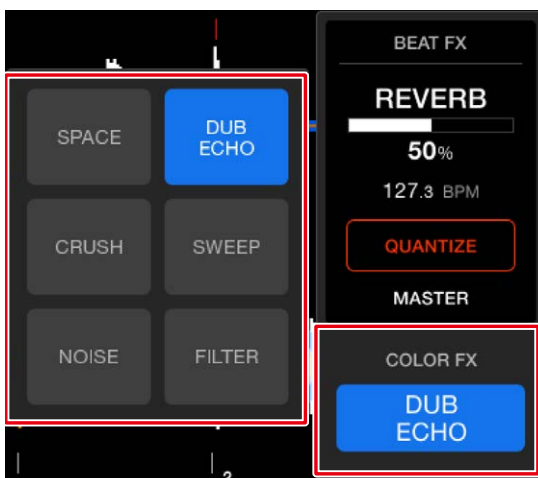 SPACE
DUB
ECHO
CRUSH
SWEEP
NOISE
FILTER
BEAT FX
REVERB
50%
127.3 BPM
QUANTIZE
MASTER
COLOR FX
DUB
ECHO
2